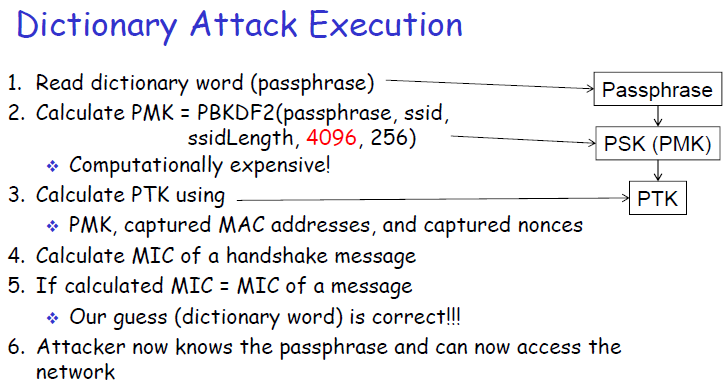 Dictionary Attack Execution
1. Read dictionary word (passphrase)
2. Calculate PMK = PBKDF2(passphrase, ssid,
ssidLength, 4096, 256)
❖ Computationally expensive!
3. Calculate PTK using
❖ PMK, captured MAC addresses, and captured nonces
4. Calculate MIC of a handshake message
5. If calculated MIC = MIC of a message
❖ Our guess (dictionary word) is correct!!!
6. Attacker now knows the passphrase and can now access the
network
Passphrase
PSK (PMK)
PTK